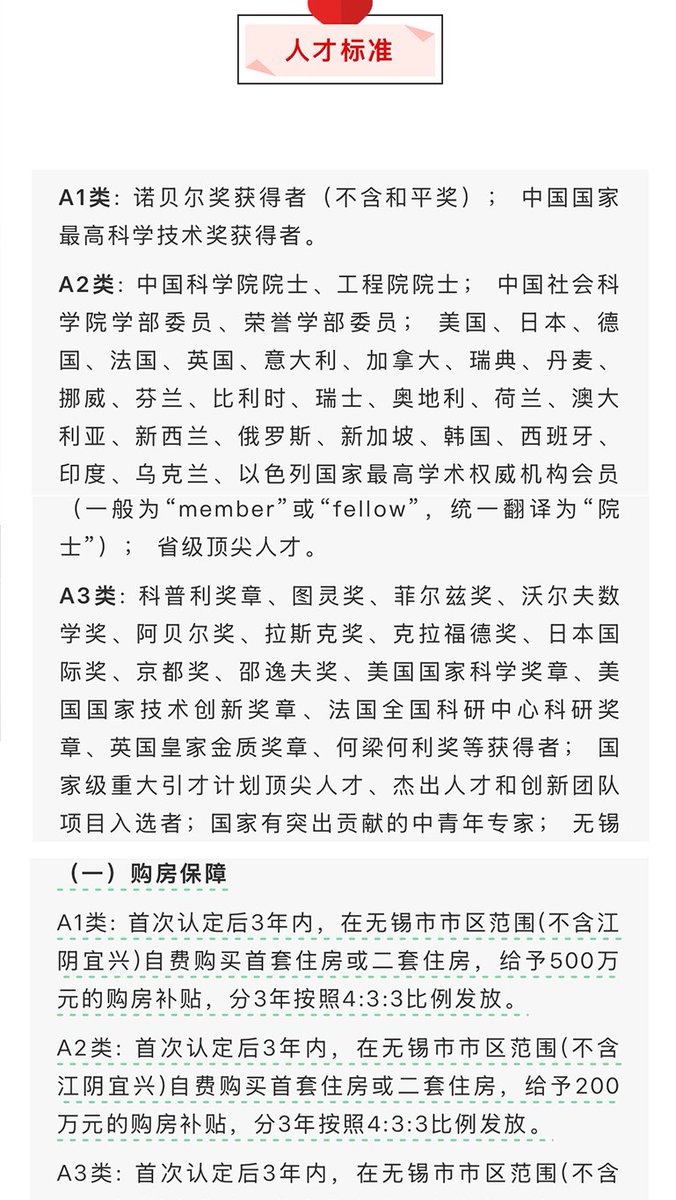 人才标准
A1类: 诺贝尔奖获得者（不含和平奖）； 中国国家
最高科学技术奖获得者。
A2类: 中国科学院院士、工程院院士； 中国社会科
学院学部委员、荣誉学部委员； 美国、日本、德
国、法国、英国、意大利、加拿大、瑞典、丹麦、
挪威、芬兰、比利时、瑞士、奥地利、荷兰、澳大
利亚、新西兰、俄罗斯、新加坡、韩国、西班牙、
印度、乌克兰、以色列国家最高学术权威机构会员
（一般为“member”或“fellow”，统一翻译为“院
士”）； 省级顶尖人才。
A3类: 科普利奖章、图灵奖、菲尔兹奖、沃尔夫数
学奖、阿贝尔奖、拉斯克奖、克拉福德奖、日本国
际奖、京都奖、邵逸夫奖、美国国家科学奖章、美
国国家技术创新奖章、法国全国科研中心科研奖
章、英国皇家金质奖章、何梁何利奖等获得者； 国
家级重大引才计划顶尖人才、杰出人才和创新团队
项目入选者；国家有突出贡献的中青年专家； 无锡
（一）购房保障
A1类: 首次认定后3年内，在无锡市市区范围(不含江
阴宜兴)自费购买首套住房或二套住房，给予500万
元的购房补贴，分3年按照4:3:3比例发放。
A2类: 首次认定后3年内，在无锡市市区范围(不含
江阴宜兴)自费购买首套住房或二套住房，给予200
万元的购房补贴，分3年按照4:3:3比例发放。
A3类: 首次认定后3年内，在无锡市市区范围(不含